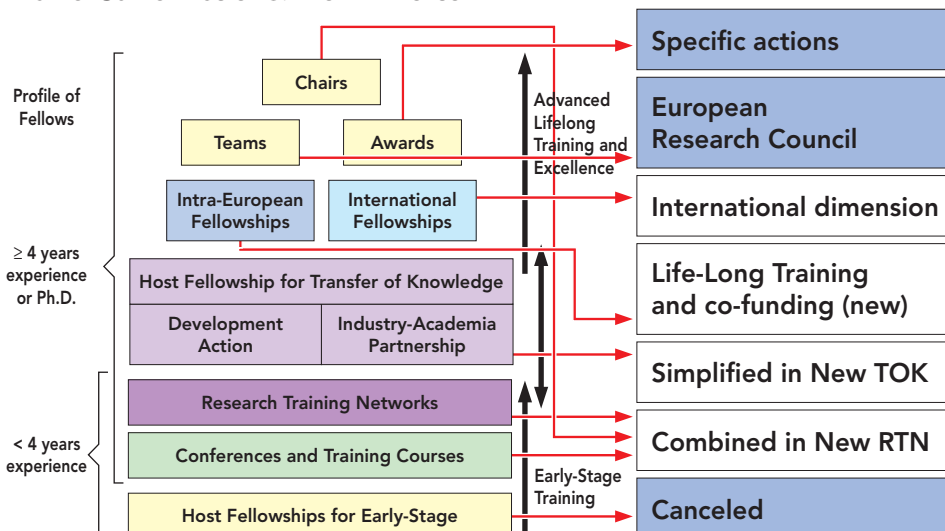 Profile of
Fellows
≥ 4 years
experience
or Ph.D.
< 4 years
experience
Chairs
Teams
Awards
Intra-European
Fellowships
International
Fellowships
Host Fellowship for Transfer of Knowledge
Development
Action
Industry-Academia
Partnership
Research Training Networks
Conferences and Training Courses
Host Fellowships for Early-Stage
Advanced
Lifelong
Training and
Excellence
Early-Stage
Training
Specific actions
European
Research Council
International dimension
Life-Long Training
and co-funding (new)
Simplified in New TOK
Combined in New RTN
Canceled